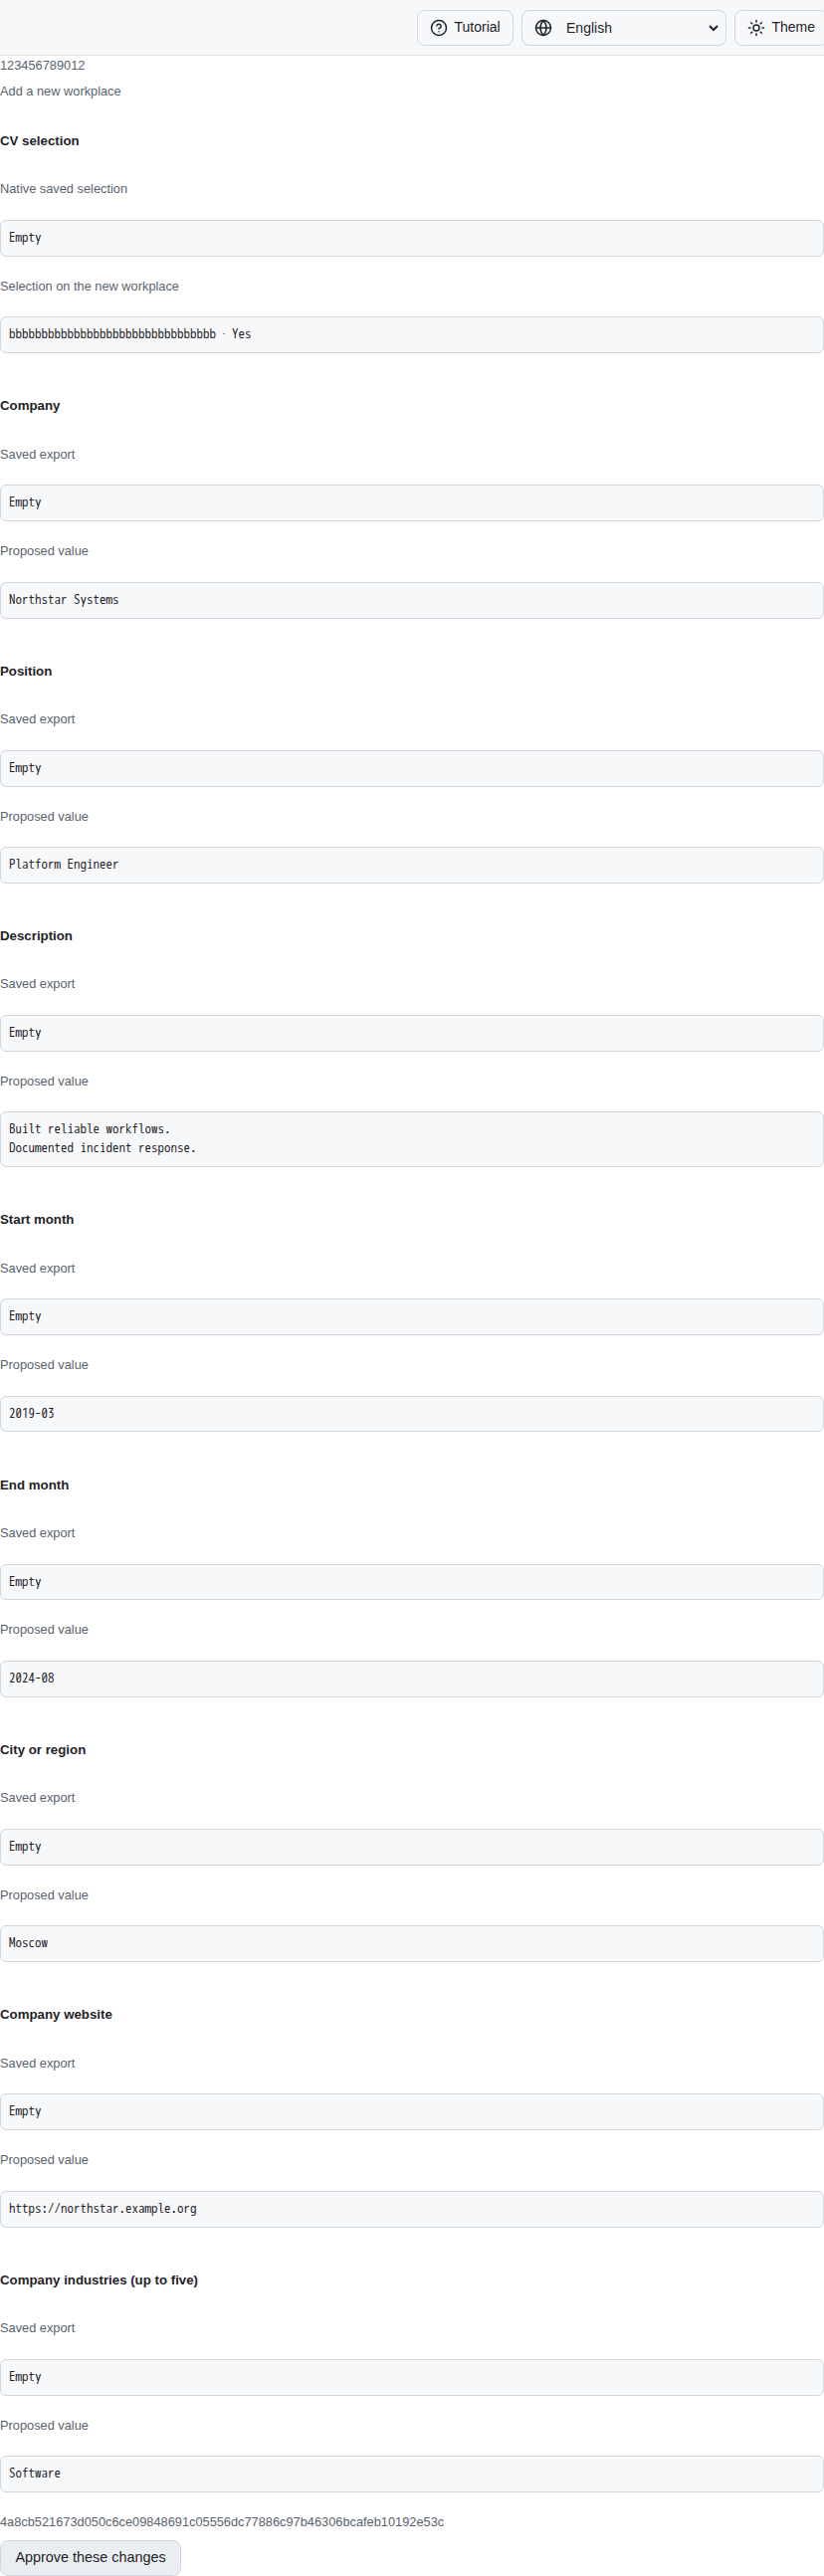 Tutorial
English
Theme
123456789012
Add a new workplace
CV selection
Native saved selection
Empty
Selection on the new workplace
bbbbbbbbbbbbbbbbbbbbbbbbbbbbbbbb · Yes
Company
Saved export
Empty
Proposed value
Northstar Systems
Position
Saved export
Empty
Proposed value
Platform Engineer
Description
Saved export
Empty
Proposed value
Built reliable workflows.
Documented incident response.
Start month
Saved export
Empty
Proposed value
2019-03
End month
Saved export
Empty
Proposed value
2024-08
City or region
Saved export
Empty
Proposed value
Moscow
Company website
Saved export
Empty
Proposed value
https://northstar.example.org
Company industries (up to five)
Saved export
Empty
Proposed value
Software
4a8cb521673d050c6ce09848691c05556dc77886c97b46306bcafeb10192e53c
Approve these changes